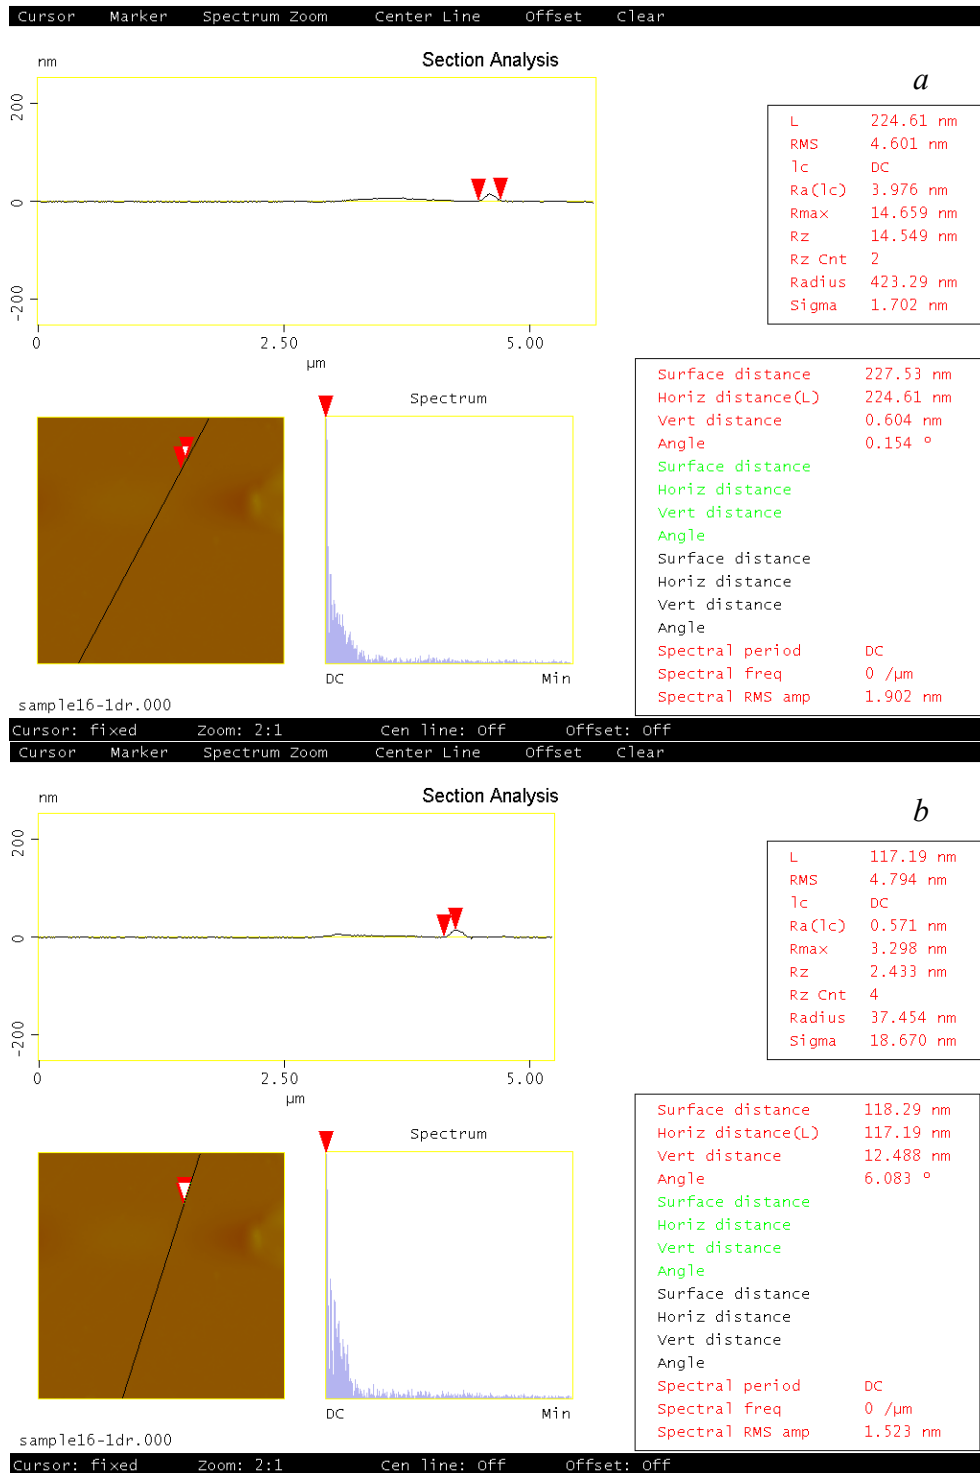 Cursor Marker Spectrum Zoom Center Line Offset Clear
nm Section Analysis
a
200
0
-200
0 2.50 5.00
µm
L 224.61 nm
RMS 4.601 nm
lc DC
Ra(lc) 3.976 nm
Rmax 14.659 nm
Rz 14.549 nm
Rz Cnt 2
Radius 423.29 nm
Sigma 1.702 nm
Spectrum
DC Min
Surface distance 227.53 nm
Horiz distance(L) 224.61 nm
Vert distance 0.604 nm
Angle 0.154 º
Surface distance
Horiz distance
Vert distance
Angle
Surface distance
Horiz distance
Vert distance
Angle
Spectral period DC
Spectral freq 0 /µm
Spectral RMS amp 1.902 nm
sample16-1dr.000
Cursor: fixed Zoom: 2:1 Cen line: Off Offset: Off
Cursor Marker Spectrum Zoom Center Line Offset Clear
nm Section Analysis
b
200
0
-200
0 2.50 5.00
µm
L 117.19 nm
RMS 4.794 nm
lc DC
Ra(lc) 0.571 nm
Rmax 3.298 nm
Rz 2.433 nm
Rz Cnt 4
Radius 37.454 nm
Sigma 18.670 nm
Spectrum
DC Min
Surface distance 118.29 nm
Horiz distance(L) 117.19 nm
Vert distance 12.488 nm
Angle 6.083 º
Surface distance
Horiz distance
Vert distance
Angle
Surface distance
Horiz distance
Vert distance
Angle
Spectral period DC
Spectral freq 0 /µm
Spectral RMS amp 1.523 nm
sample16-1dr.000
Cursor: fixed Zoom: 2:1 Cen line: Off Offset: Off